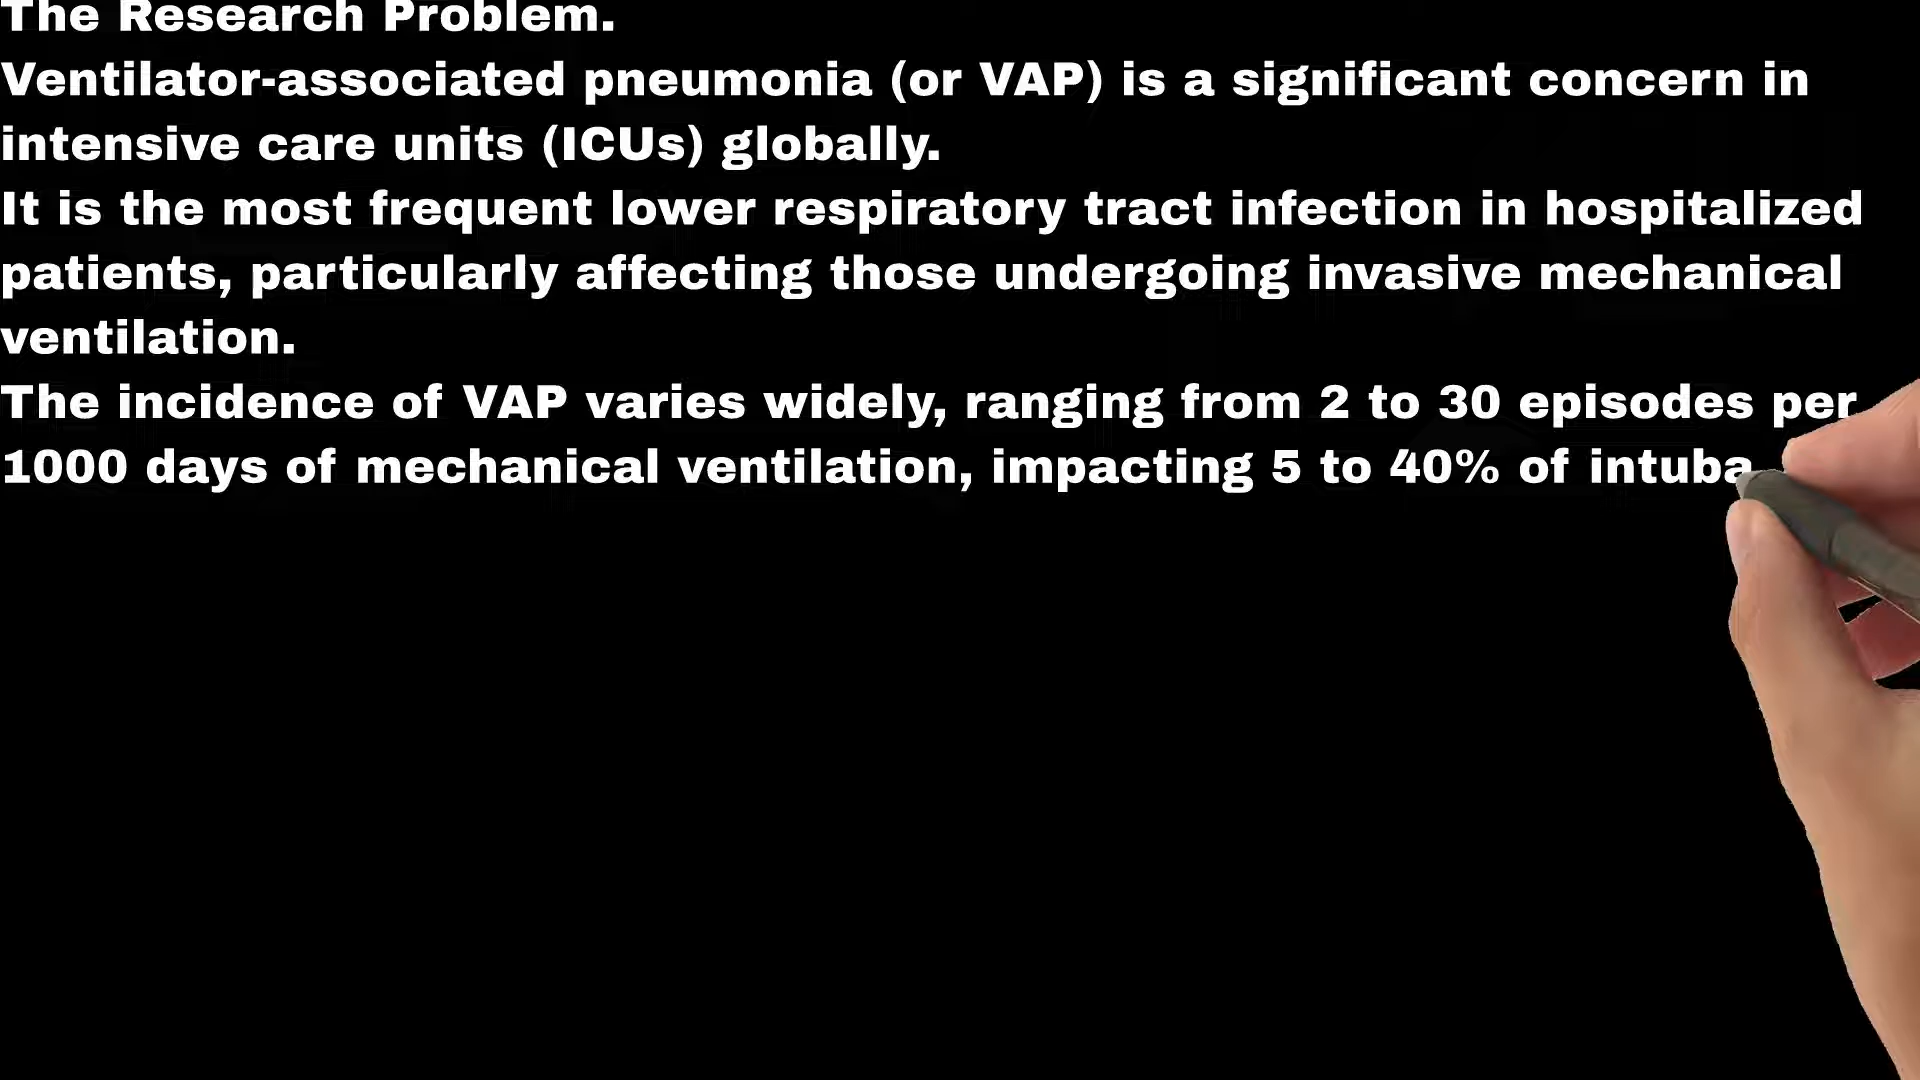 The Research Problem.
Ventilator-associated pneumonia (or VAP) is a significant concern in
intensive care units (ICUs) globally.
It is the most frequent lower respiratory tract infection in hospitalized
patients, particularly affecting those undergoing invasive mechanical
ventilation.
The incidence of VAP varies widely, ranging from 2 to 30 episodes per
1000 days of mechanical ventilation, impacting 5 to 40% of intuba